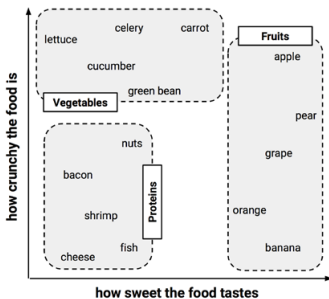 celery
carrot
lettuce
Fruits
apple
cucumber
green bean
Vegetables
pear
nuts
grape
bacon
Proteins
shrimp
orange
fish
banana
cheese
how crunchy the food is
how sweet the food tastes